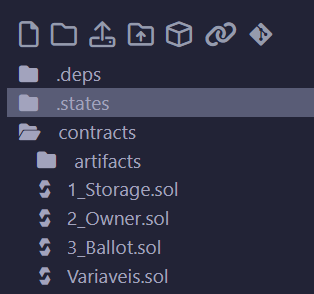 .deps
.states
contracts
artifacts
1_Storage.sol
2_Owner.sol
3_Ballot.sol
Variaveis.sol